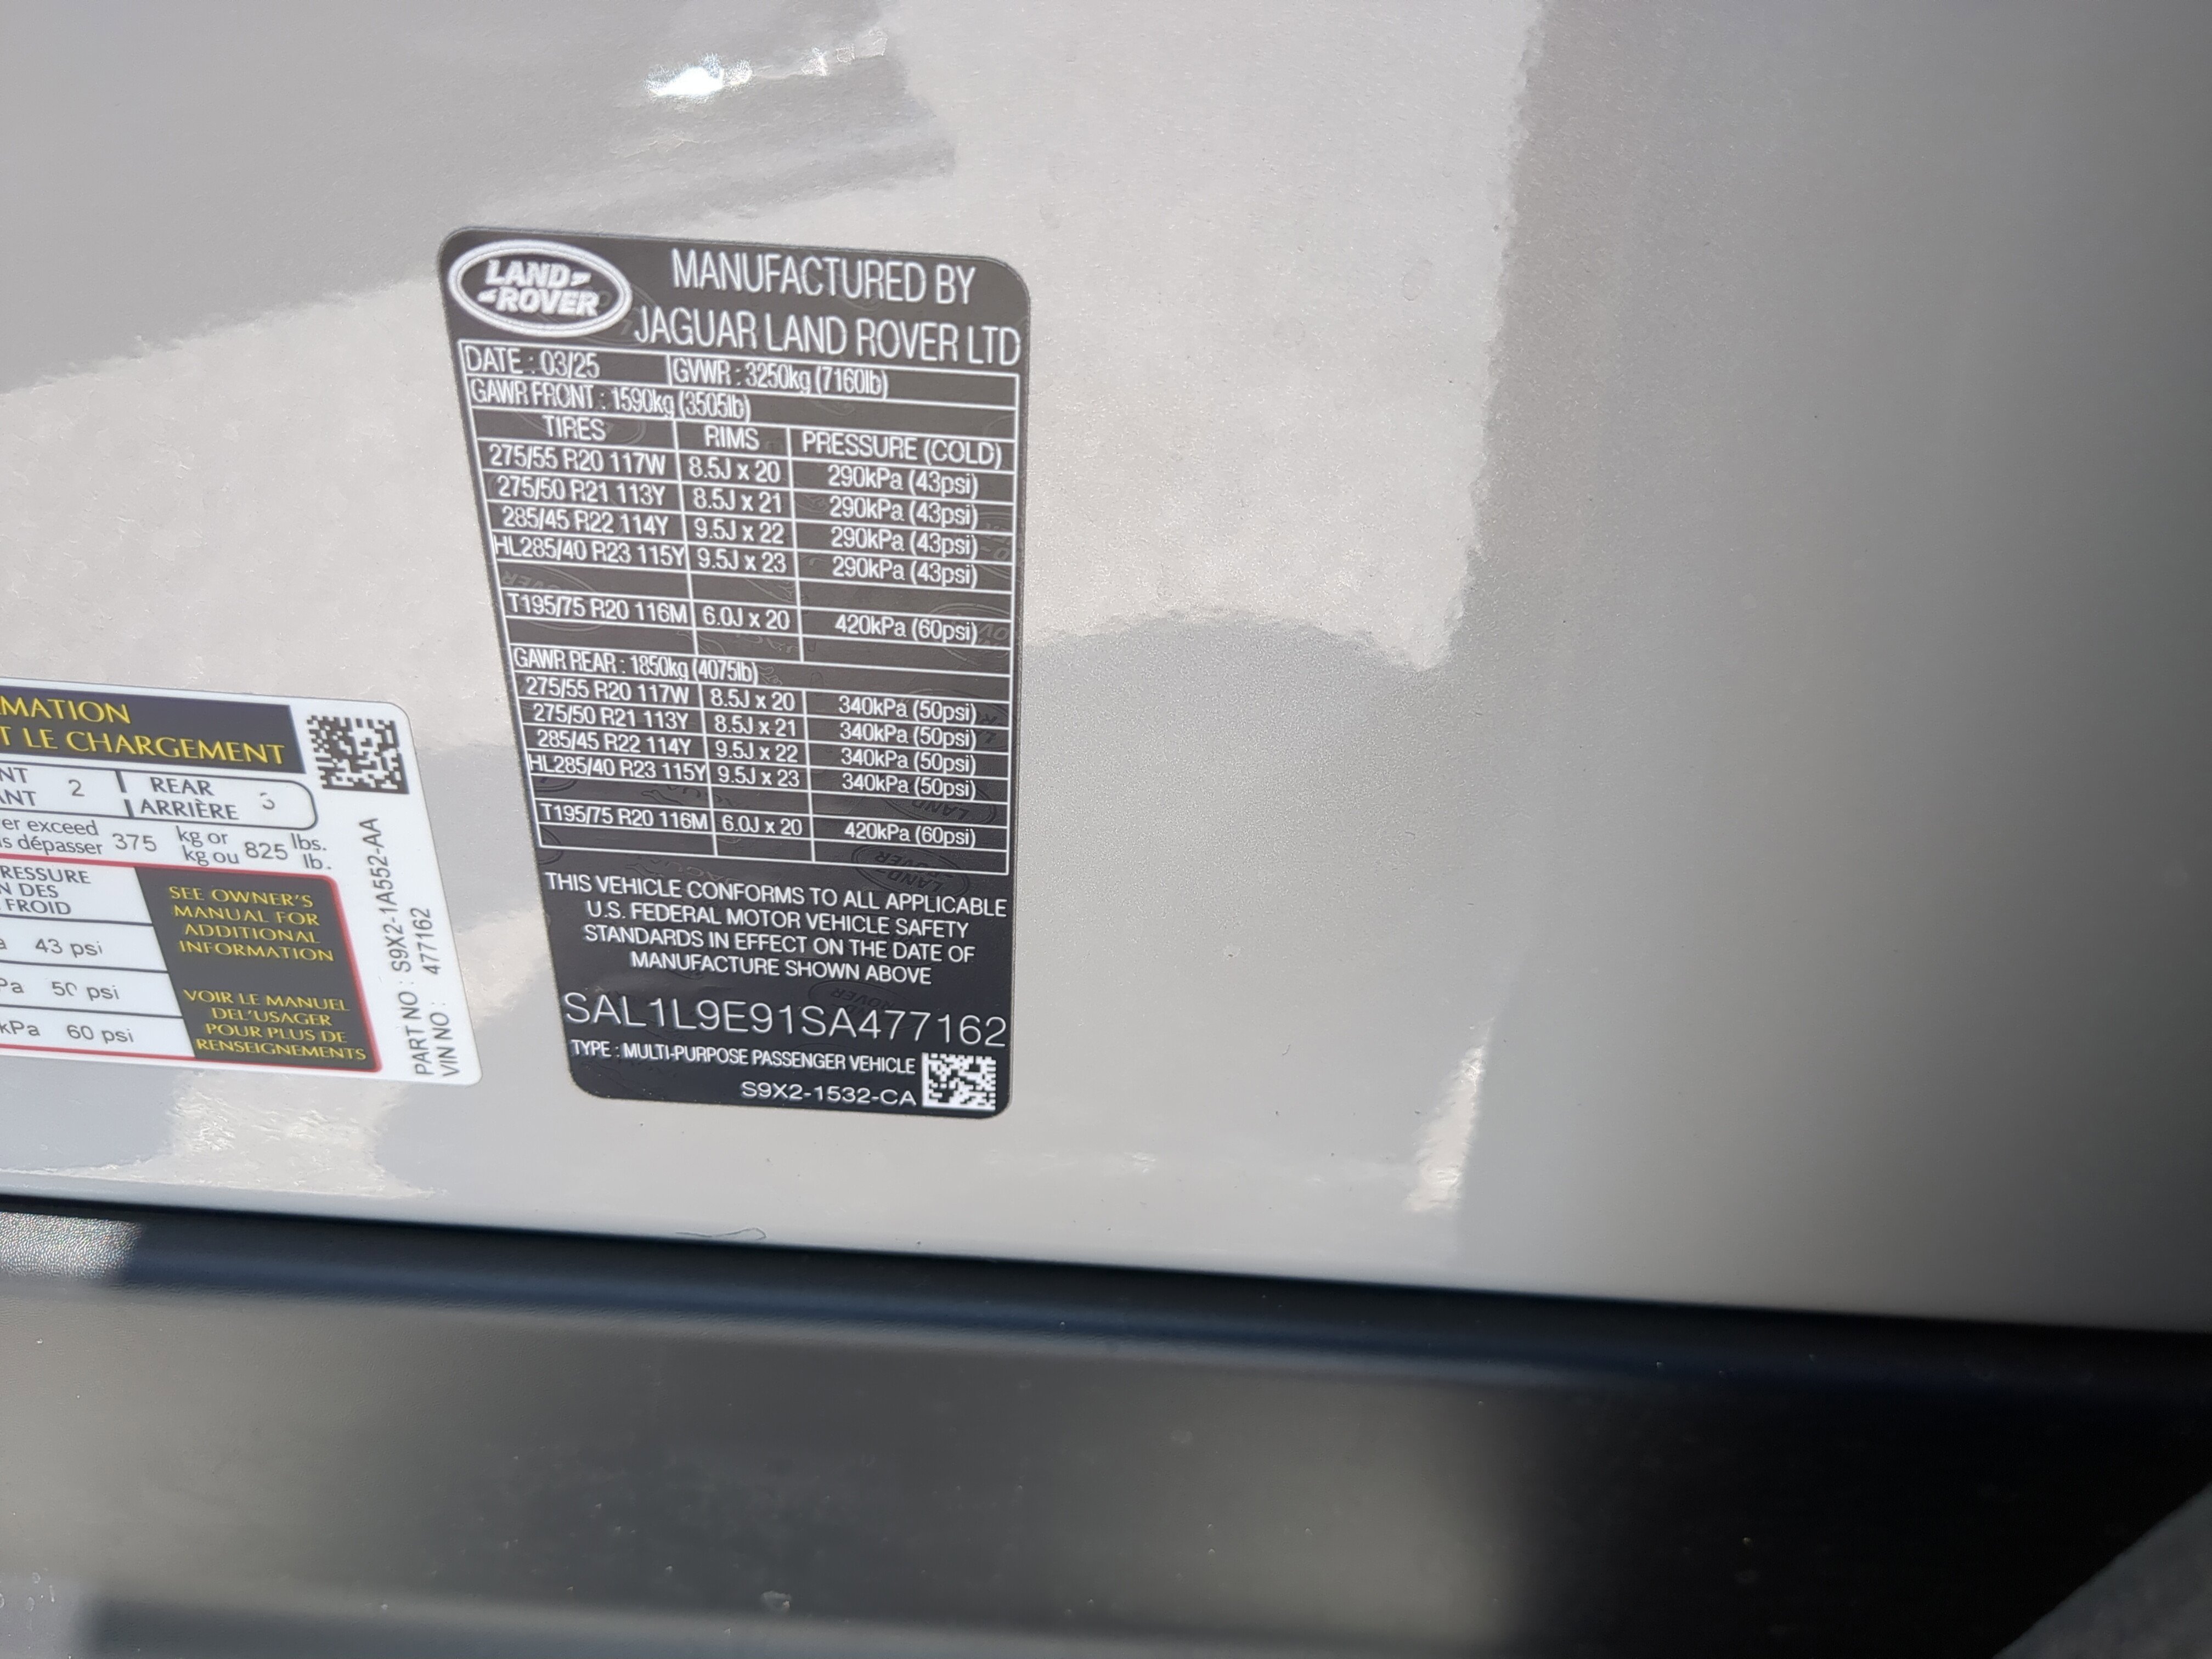 LAND-
-ROVER
MANUFACTURED BY
JAGUAR LAND ROVER LTD
DATE : 03/25 GVWR : 3250kg (7160lb)
GAWR FRONT : 1590kg (3505lb)
TIRES RIMS PRESSURE (COLD)
275/55 R20 117W 8.5J x 20 290kPa (43psi)
275/50 R21 113Y 8.5J x 21 290kPa (43psi)
285/45 R22 114Y 9.5J x 22 290kPa (43psi)
HL285/40 R23 115Y 9.5J x 23 290kPa (43psi)
T195/75 R20 116M 6.0J x 20 420kPa (60psi)
GAWR REAR : 1850kg (4075lb)
275/55 R20 117W 8.5J x 20 340kPa (50psi)
275/50 R21 113Y 8.5J x 21 340kPa (50psi)
285/45 R22 114Y 9.5J x 22 340kPa (50psi)
HL285/40 R23 115Y 9.5J x 23 340kPa (50psi)
T195/75 R20 116M 6.0J x 20 420kPa (60psi)
THIS VEHICLE CONFORMS TO ALL APPLICABLE
U.S. FEDERAL MOTOR VEHICLE SAFETY
STANDARDS IN EFFECT ON THE DATE OF
MANUFACTURE SHOWN ABOVE
SAL1L9E91SA477162
TYPE : MULTI-PURPOSE PASSENGER VEHICLE
S9X2-1532-CA
MATION
T LE CHARGEMENT
NT 2 REAR 3
ANT ARRIÈRE
er exceed 375 kg or 825 lbs.
s dépasser kg ou lb.
RESSURE
N DES
FROID
43 psi
Pa 50 psi
kPa 60 psi
SEE OWNER'S
MANUAL FOR
ADDITIONAL
INFORMATION
VOIR LE MANUEL
DEL'USAGER
POUR PLUS DE
RENSEIGNEMENTS
PART NO : S9X2-1A552-AA
VIN NO : 477162